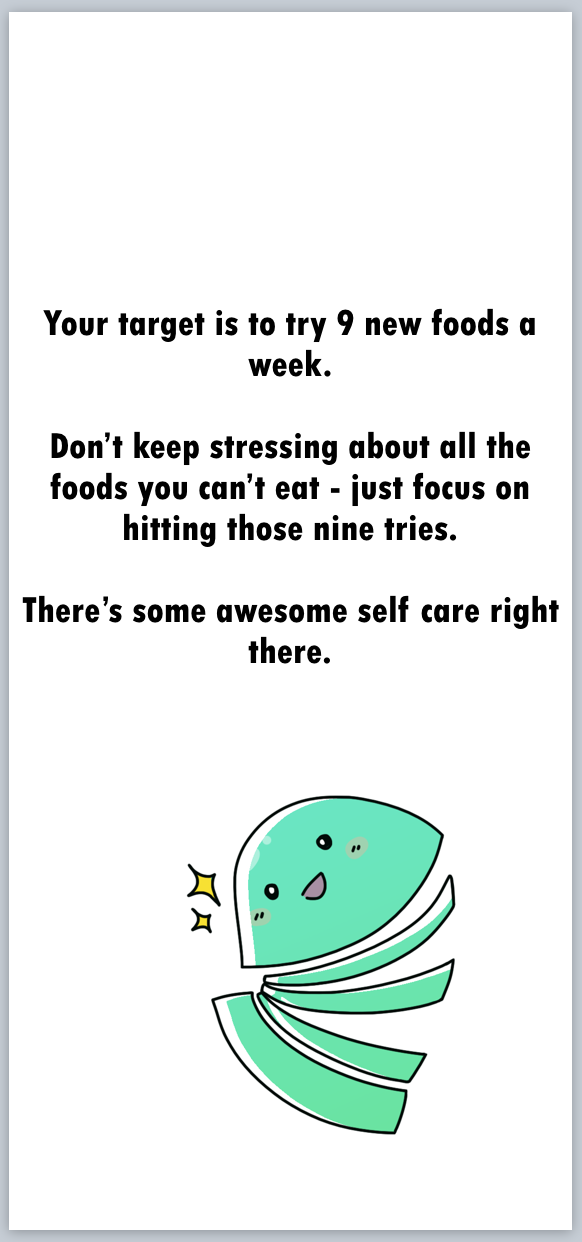 Your target is to try 9 new foods a
week.
Don’t keep stressing about all the
foods you can’t eat - just focus on
hitting those nine tries.
There’s some awesome self care right
there.